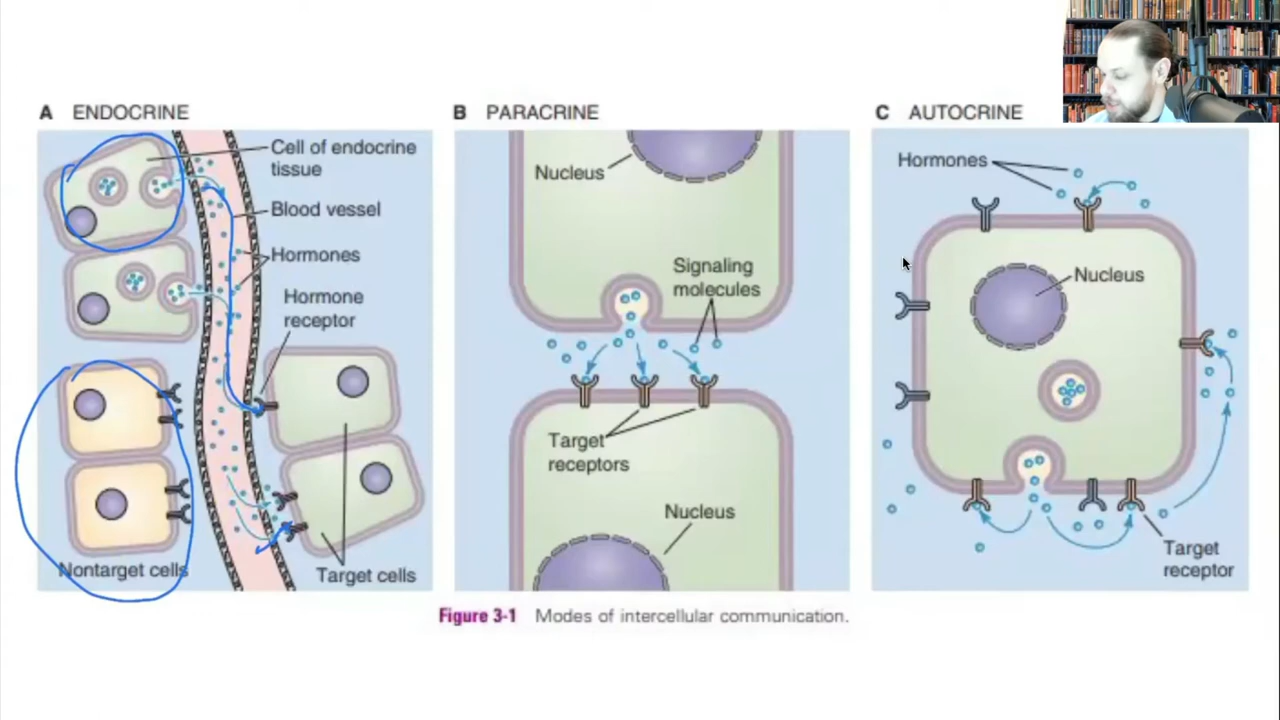 A ENDOCRINE
Cell of endocrine
tissue
Blood vessel
Hormones
Hormone
receptor
Nontarget cells
Target cells
B PARACRINE
Nucleus
Signaling
molecules
Target
receptors
Nucleus
C AUTOCRINE
Hormones
Nucleus
Target
receptor
Figure 3-1 Modes of intercellular communication.